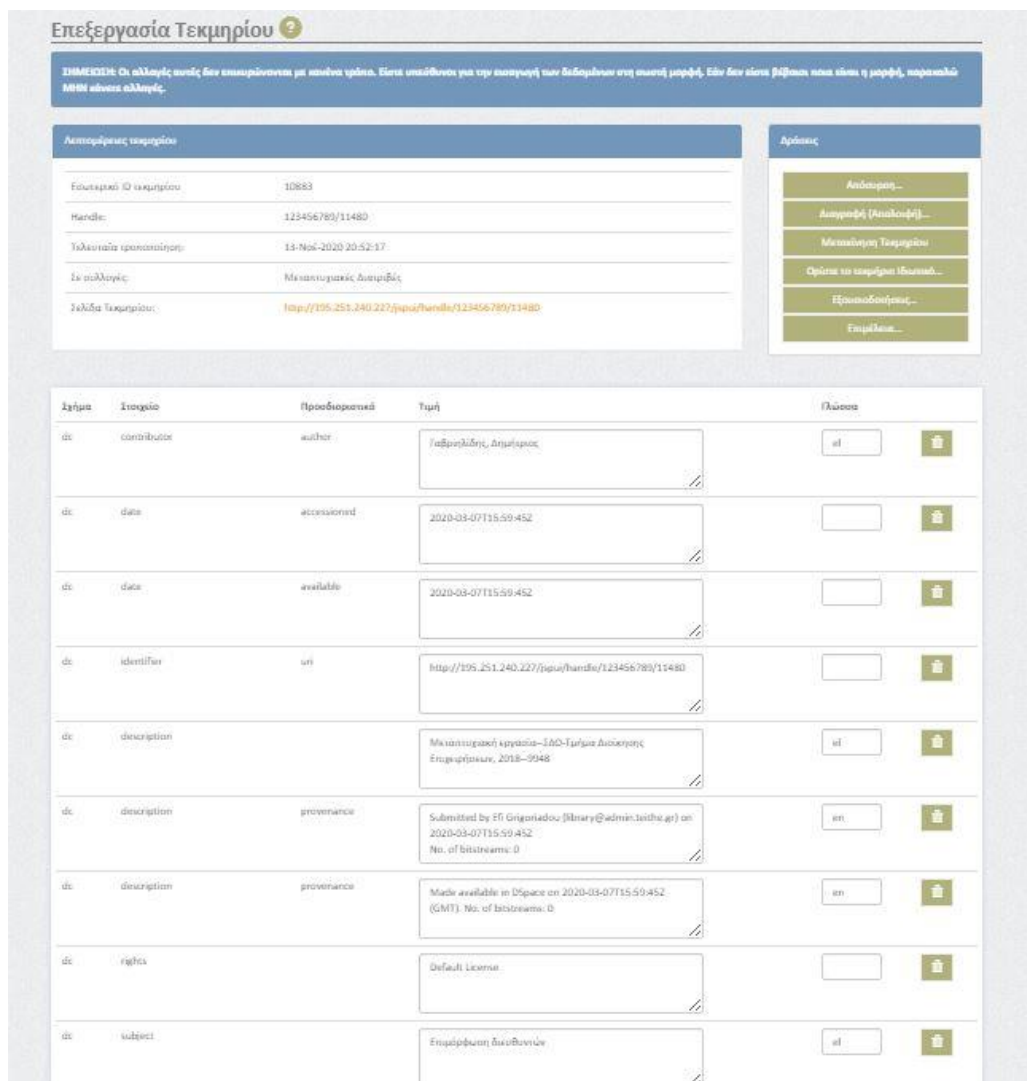 Επεξεργασία Τεκμηρίου ?
ΣΗΜΕΙΩΣΗ: Οι αλλαγές αυτές δεν επικυρώνονται με κανένα τρόπο. Είστε υπεύθυνοι για την εισαγωγή των δεδομένων στη σωστή μορφή. Εάν δεν είστε βέβαιοι ποια είναι η μορφή, παρακαλώ
ΜΗΝ κάνετε αλλαγές.
Λεπτομέρειες τεκμηρίου
Δράσεις
Εσωτερικό ID τεκμηρίου 10883
Handle: 123456789/11480
Τελευταία τροποποίηση: 13-Νοέ-2020 20:52:17
Σε συλλογές: Μεταπτυχιακές Διατριβές
Σελίδα Τεκμηρίου: http://195.251.240.227/jspui/handle/123456789/11480
Απόσυρση...
Διαγραφή (Απαλοιφή)...
Μετακίνηση Τεκμηρίου
Ορίστε το τεκμήριο Ιδιωτικό...
Εξουσιοδοτήσεις...
Επιμέλεια...
Σχήμα Στοιχείο Προσδιοριστικά Τιμή Γλώσσα
dc contributor author Γαβριηλίδης, Δημήτριος el
dc date accessioned 2020-03-07T15:59:45Z
dc date available 2020-03-07T15:59:45Z
dc identifier uri http://195.251.240.227/jspui/handle/123456789/11480
dc description Μεταπτυχιακή εργασία--ΣΔΟ-Τμήμα Διοίκησης el
Επιχειρήσεων, 2018--9948
dc description provenance Submitted by Efi Grigoriadou (library@admin.teithe.gr) on en
2020-03-07T15:59:45Z
No. of bitstreams: 0
dc description provenance Made available in DSpace on 2020-03-07T15:59:45Z en
(GMT). No. of bitstreams: 0
dc rights Default License
dc subject Επιμόρφωση διευθυντών el